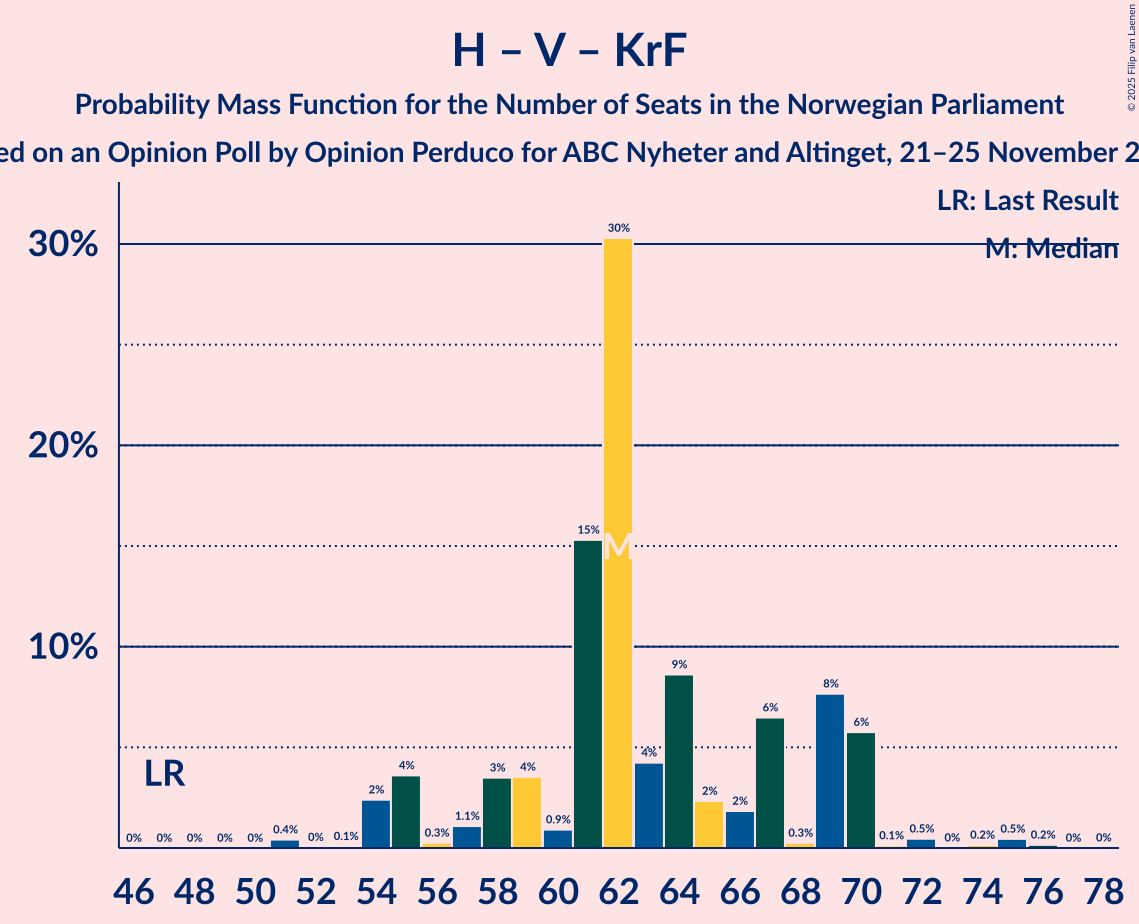 H – V – KrF
Probability Mass Function for the Number of Seats in the Norwegian Parliament
ed on an Opinion Poll by Opinion Perduco for ABC Nyheter and Altinget, 21–25 November 2
© 2025 Filip van Laenen
LR: Last Result
M: Median
30%
20%
10%
0% 0% 0% 0% 0% 0.4% 0% 0.1% 2% 4% 0.3% 1.1% 3% 4% 0.9% 15% 30% 4% 9% 2% 2% 6% 0.3% 8% 6% 0.1% 0.5% 0% 0.2% 0.5% 0.2% 0% 0%
LR
M
46 48 50 52 54 56 58 60 62 64 66 68 70 72 74 76 78